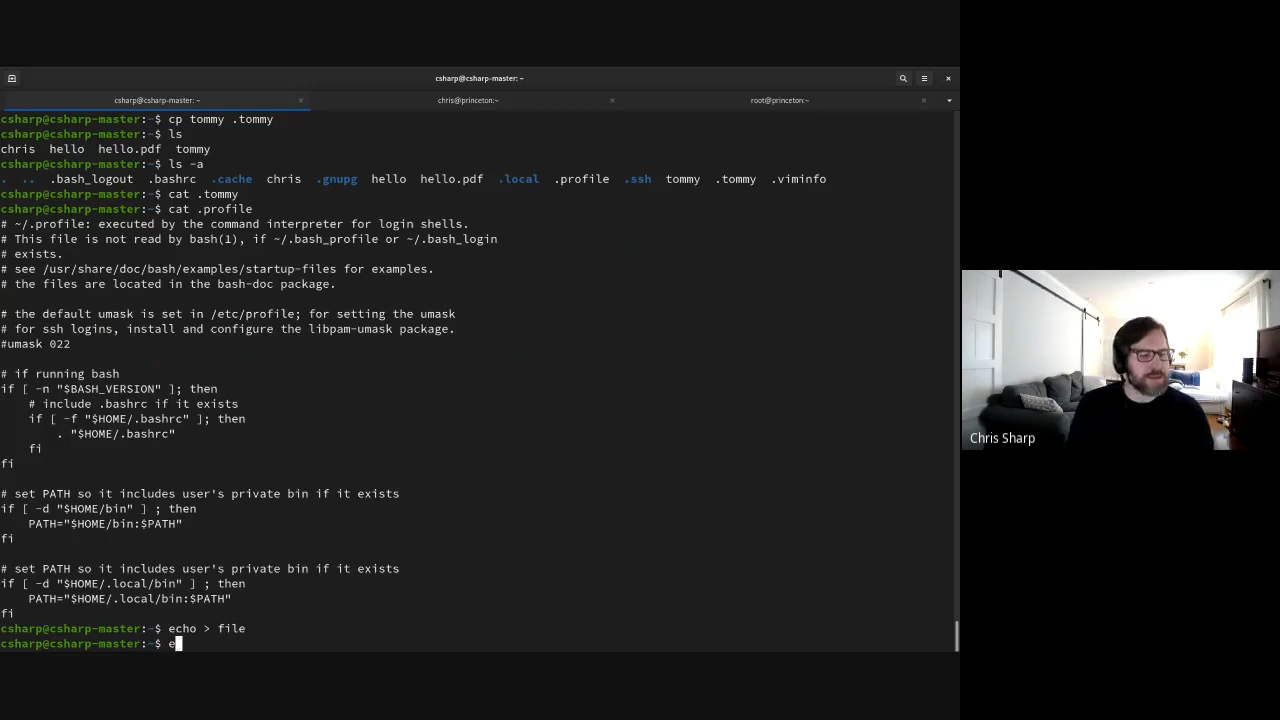 csharp@csharp-master: ~
csharp@csharp-master: ~ chris@princeton:~ root@princeton:~
csharp@csharp-master:~$ cp tommy .tommy
csharp@csharp-master:~$ ls
chris  hello  hello.pdf  tommy
csharp@csharp-master:~$ ls -a
.  ..  .bash_logout  .bashrc  .cache  chris  .gnupg  hello  hello.pdf  .local  .profile  .ssh  tommy  .tommy  .viminfo
csharp@csharp-master:~$ cat .tommy
csharp@csharp-master:~$ cat .profile
# ~/.profile: executed by the command interpreter for login shells.
# This file is not read by bash(1), if ~/.bash_profile or ~/.bash_login
# exists.
# see /usr/share/doc/bash/examples/startup-files for examples.
# the files are located in the bash-doc package.

# the default umask is set in /etc/profile; for setting the umask
# for ssh logins, install and configure the libpam-umask package.
#umask 022

# if running bash
if [ -n "$BASH_VERSION" ]; then
    # include .bashrc if it exists
    if [ -f "$HOME/.bashrc" ]; then
        . "$HOME/.bashrc"
    fi
fi

# set PATH so it includes user's private bin if it exists
if [ -d "$HOME/bin" ] ; then
    PATH="$HOME/bin:$PATH"
fi

# set PATH so it includes user's private bin if it exists
if [ -d "$HOME/.local/bin" ] ; then
    PATH="$HOME/.local/bin:$PATH"
fi
csharp@csharp-master:~$ echo > file
csharp@csharp-master:~$ e
Chris Sharp